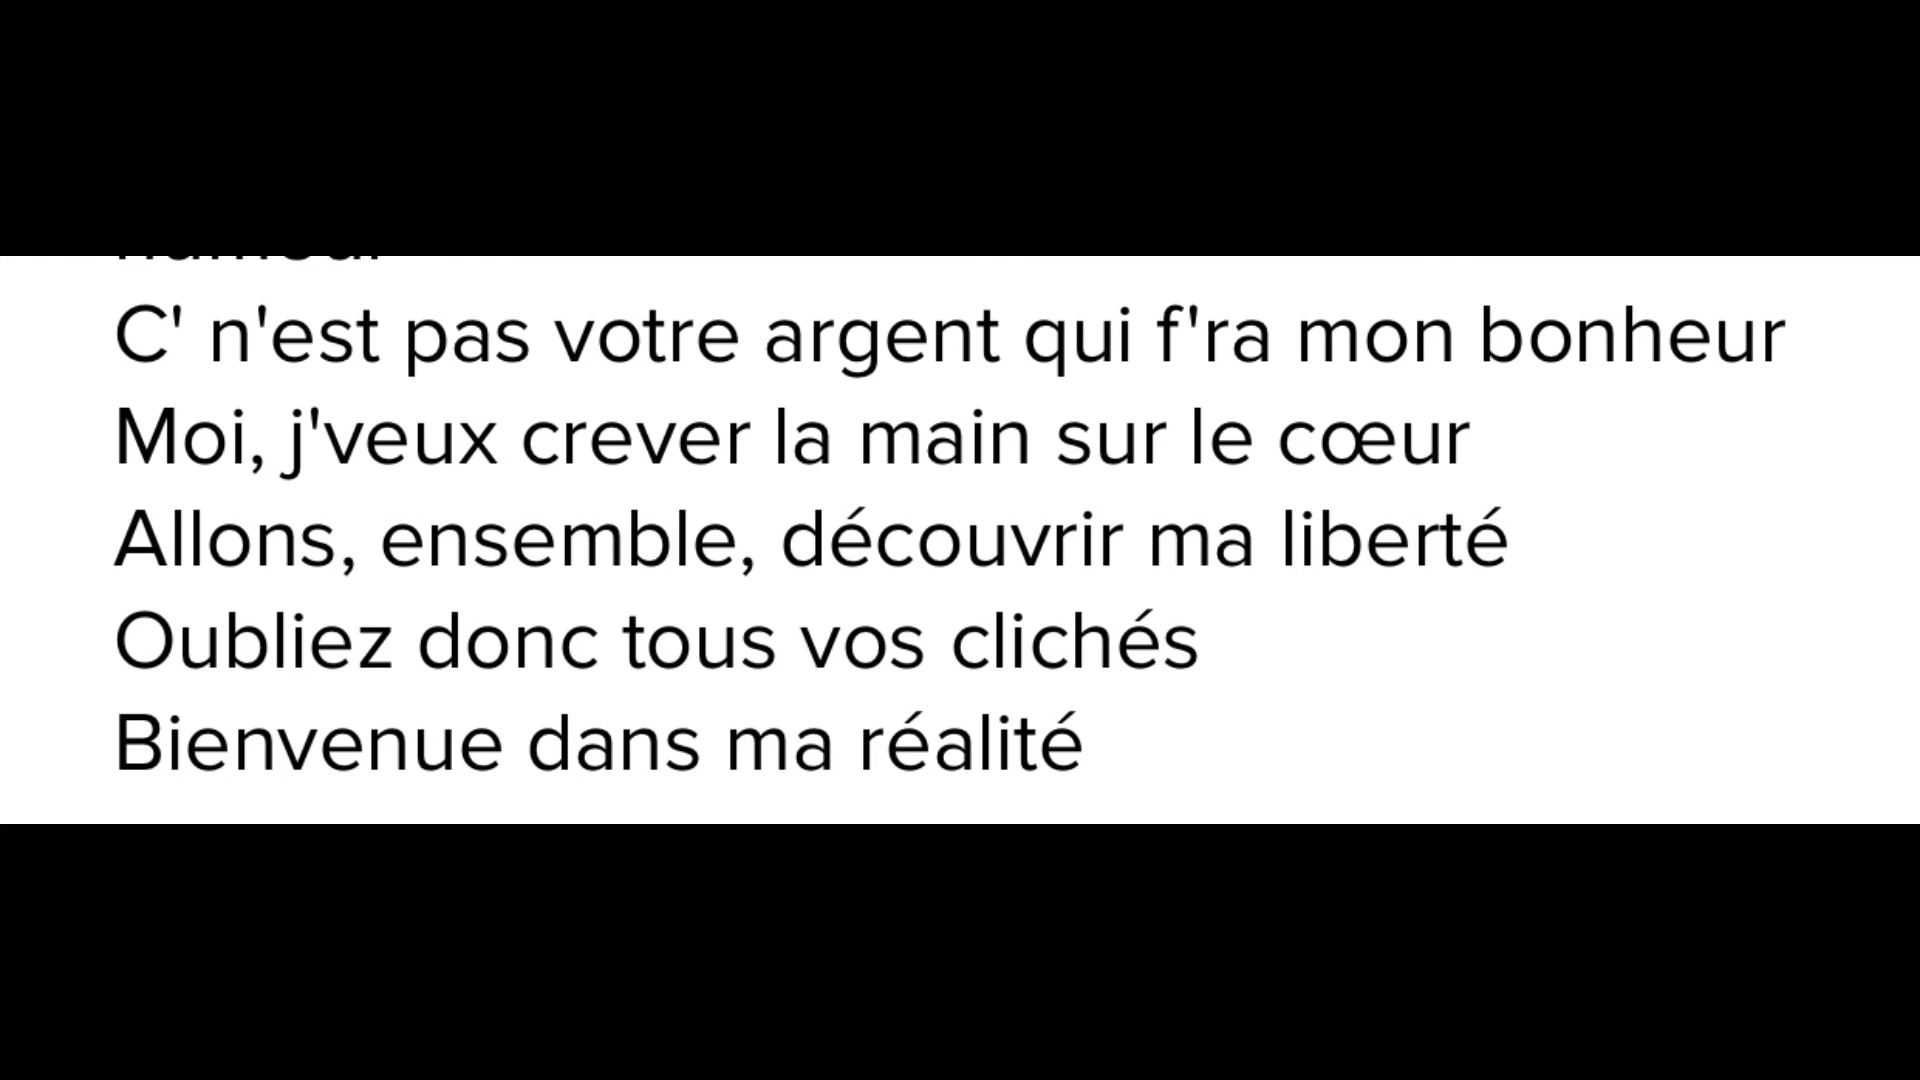 C' n'est pas votre argent qui f'ra mon bonheur
Moi, j'veux crever la main sur le cœur
Allons, ensemble, découvrir ma liberté
Oubliez donc tous vos clichés
Bienvenue dans ma réalité